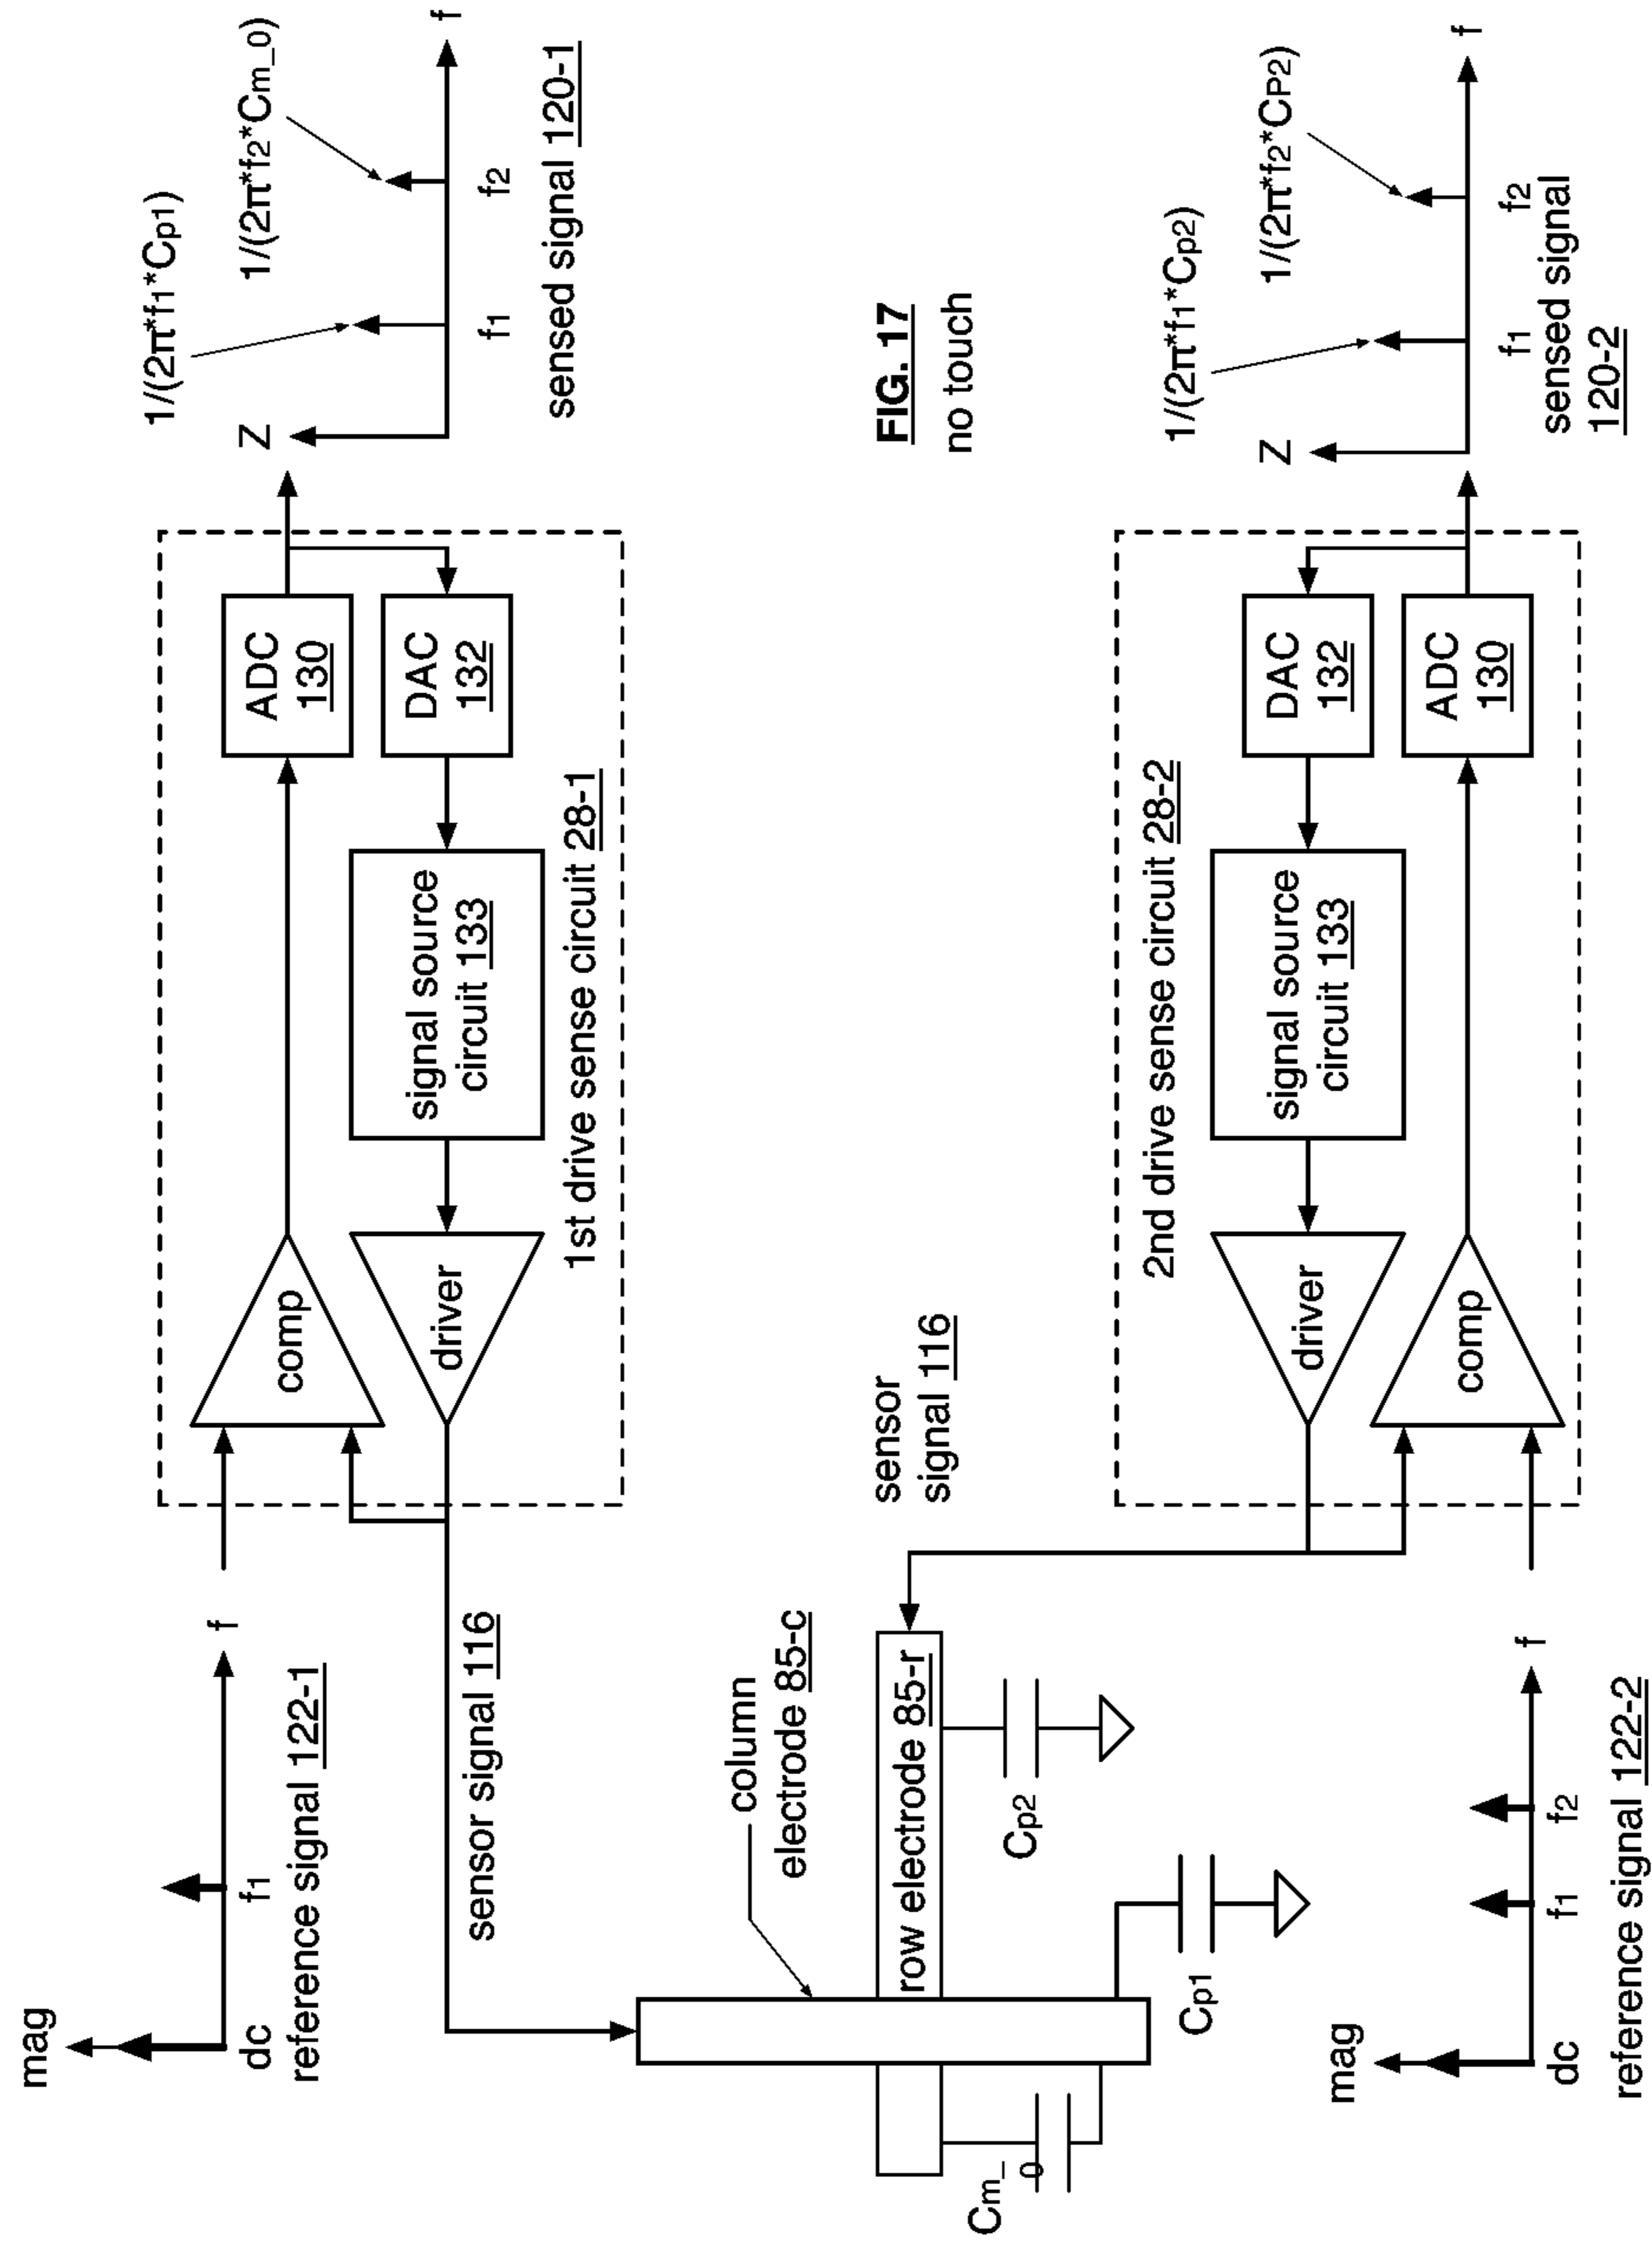 mag
dc
f1
f
reference signal 122-1
sensor signal 116
comp
driver
ADC
130
DAC
132
signal source
circuit 133
1st drive sense circuit 28-1
Z
1/(2π*f1*Cp1)
1/(2π*f2*Cm_0)
f1
f2
f
sensed signal 120-1
column
electrode 85-c
row electrode 85-r
Cm_
0
Cp2
Cp1
sensor
signal 116
FIG. 17
no touch
2nd drive sense circuit 28-2
driver
signal source
circuit 133
DAC
132
comp
ADC
130
Z
1/(2π*f1*Cp2)
1/(2π*f2*CP2)
f1
f2
f
sensed signal
120-2
mag
dc
f1
f2
f
reference signal 122-2